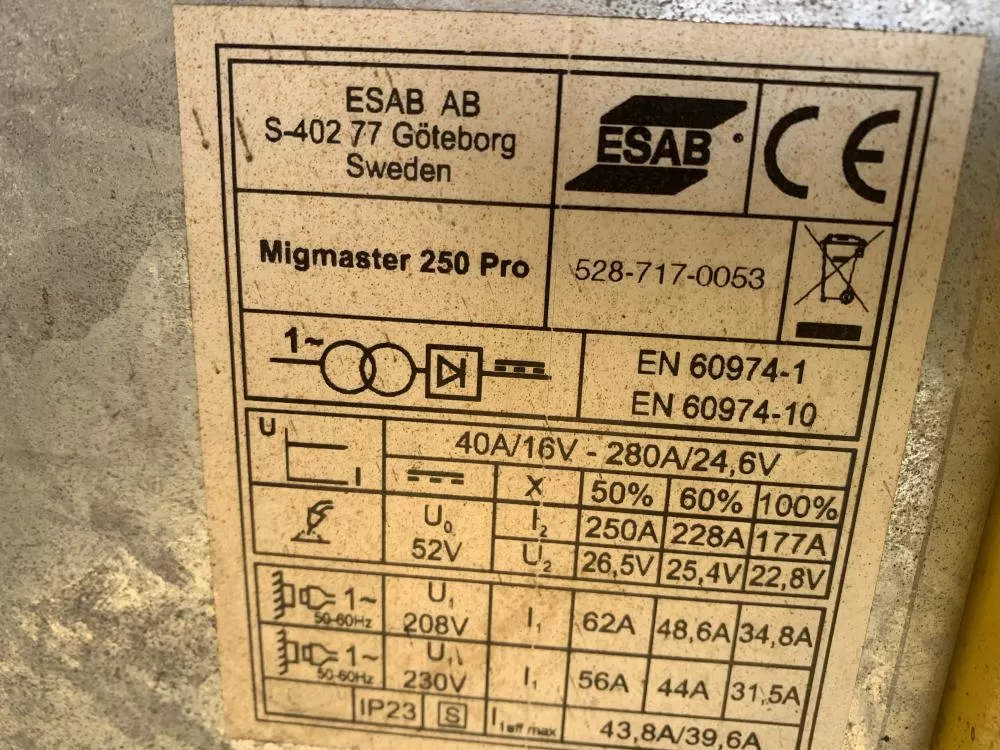 ESAB AB
S-402 77 Göteborg
Sweden
ESAB
CE
Migmaster 250 Pro
528-717-0053
1~
EN 60974-1
EN 60974-10
U
I
40A/16V - 280A/24,6V
X 50% 60% 100%
U0 52V
I2 250A 228A 177A
U2 26,5V 25,4V 22,8V
1~ 50-60Hz
U1 208V
I1 62A 48,6A 34,8A
1~ 50-60Hz
U1 230V
I1 56A 44A 31,5A
IP23 S
I1eff max 43,8A/39,6A